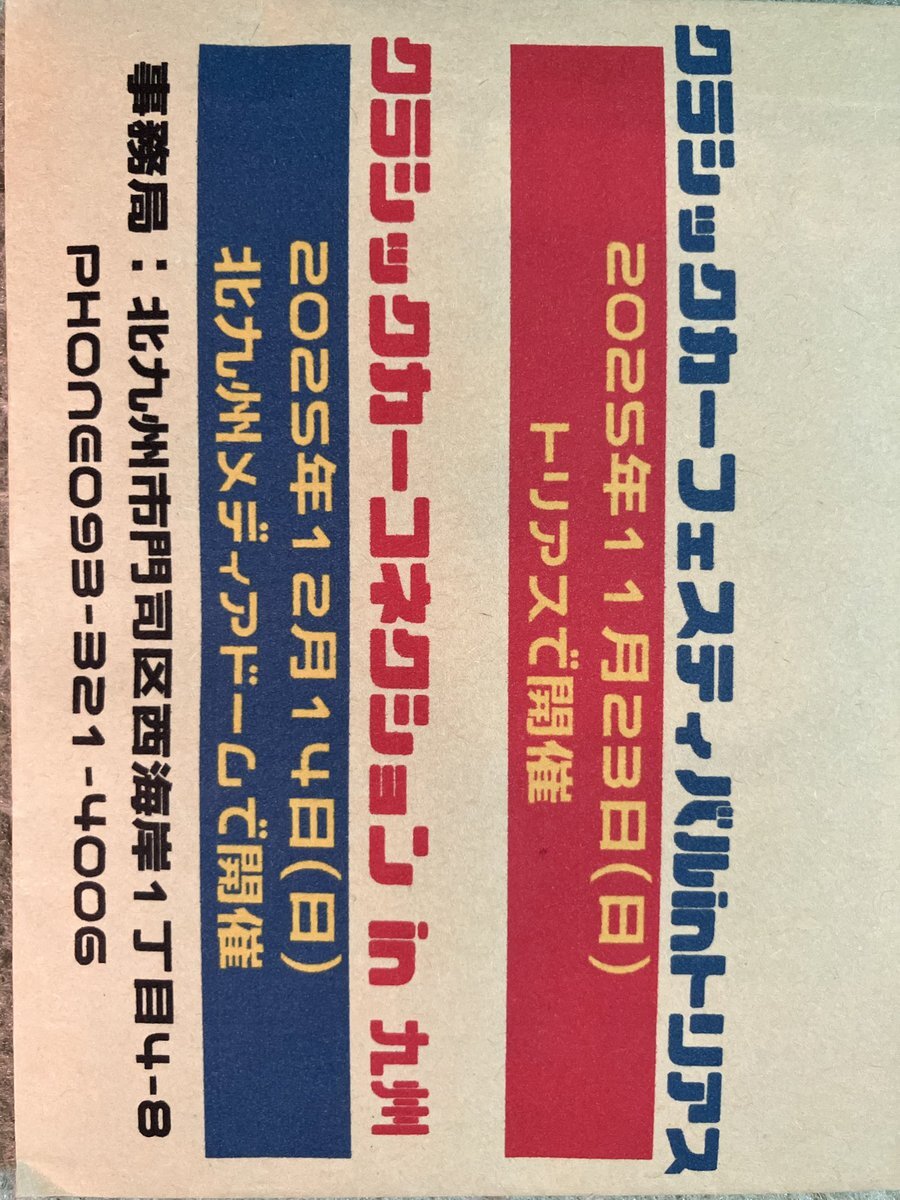 クラシックカーフェスティバルinトリアス
2025年11月23日(日)
トリアスで開催
クラシックカーコネクション in 九州
2025年12月14日(日)
北九州メディアドームで開催
事務局：北九州市門司区西海岸1丁目4-8
PHONE093-321-4006